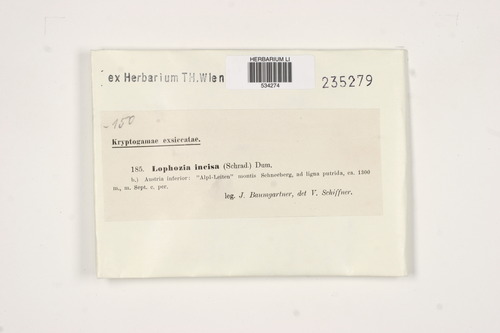 ex Herbarium TH.Wien
HERBARIUM LI
534274
235279
-150
Kryptogamae exsiccatae.
185. Lophozia incisa (Schrad.) Dum.
b.) Austria inferior: "Alpl-Leiten" montis Schneeberg, ad ligna putrida, ca. 1300
m., m. Sept. c. per.
leg. J. Baumgartner, det V. Schiffner.